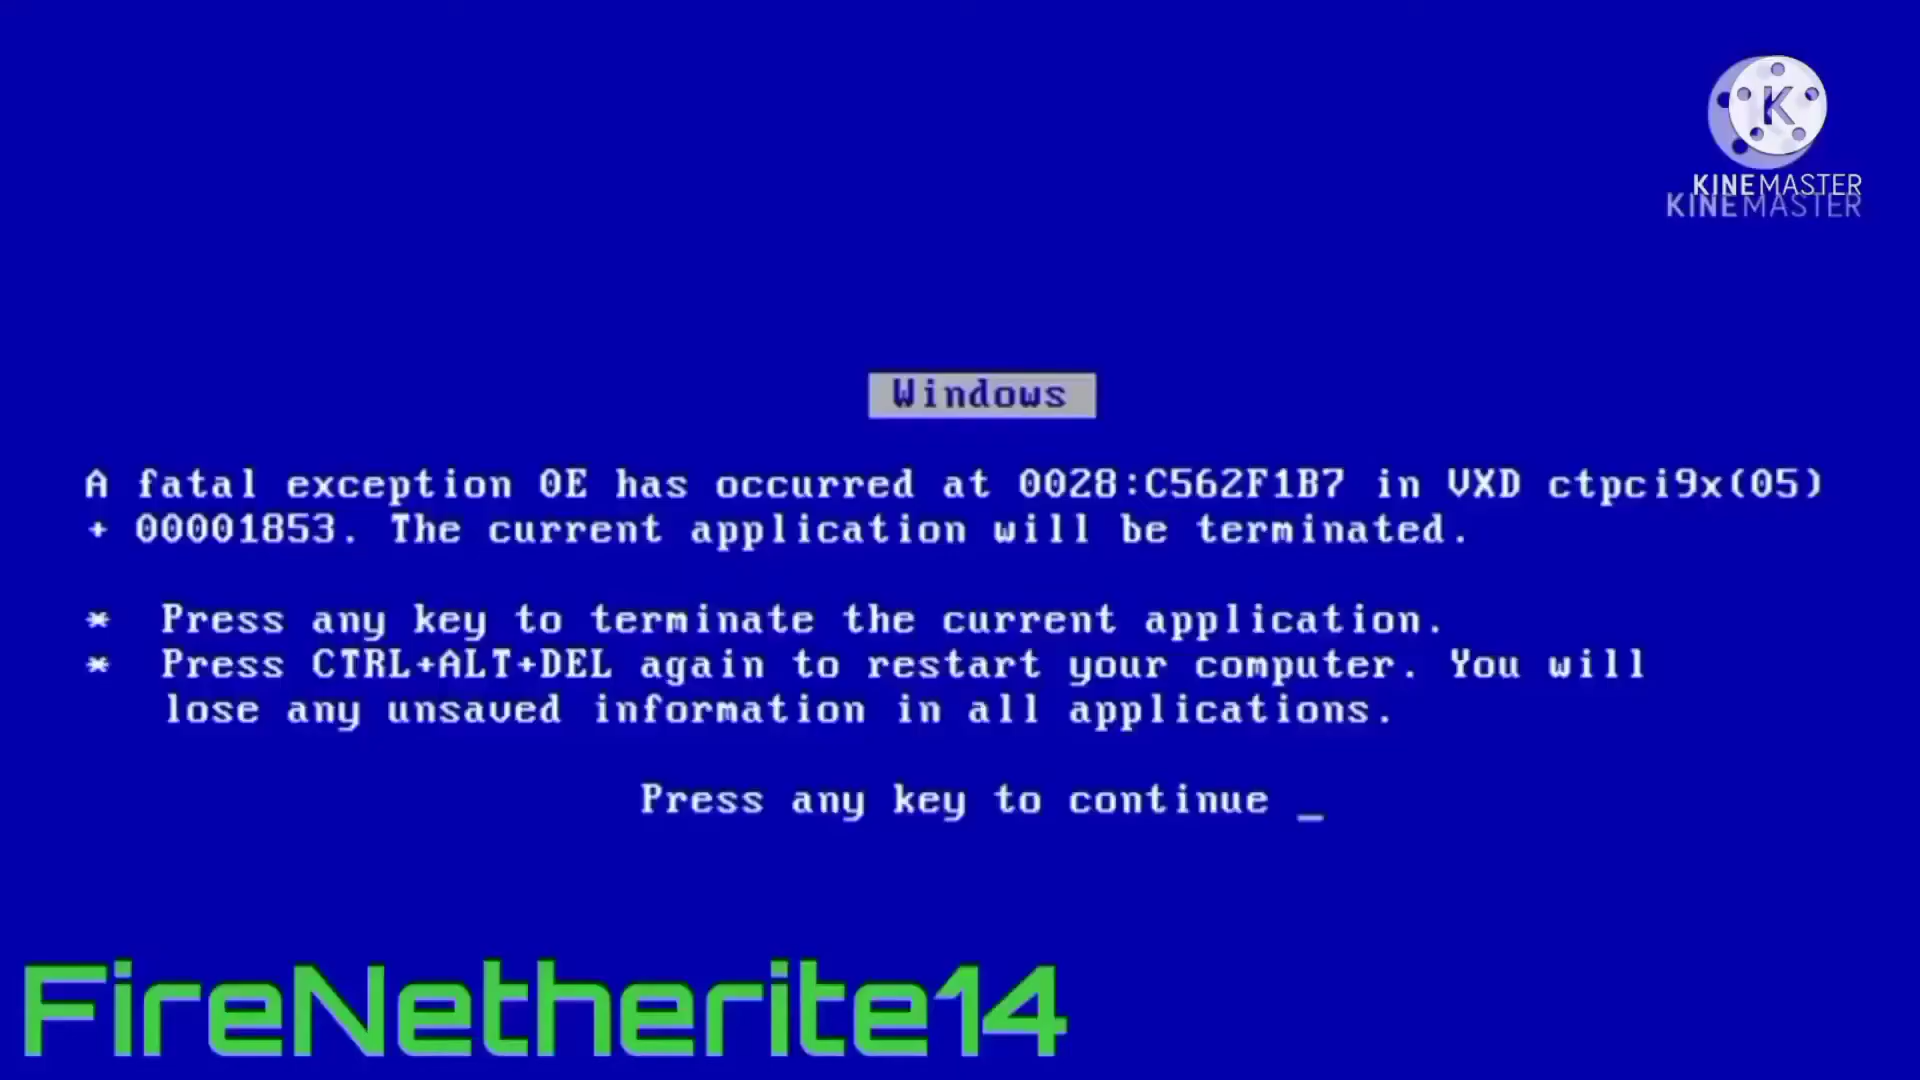 K
KINEMASTER
KINEMASTER
Windows
A fatal exception 0E has occurred at 0028:C562F1B7 in VXD ctpci9x(05)
+ 00001853. The current application will be terminated.
* Press any key to terminate the current application.
* Press CTRL+ALT+DEL again to restart your computer. You will
lose any unsaved information in all applications.
Press any key to continue _
FireNetherite14